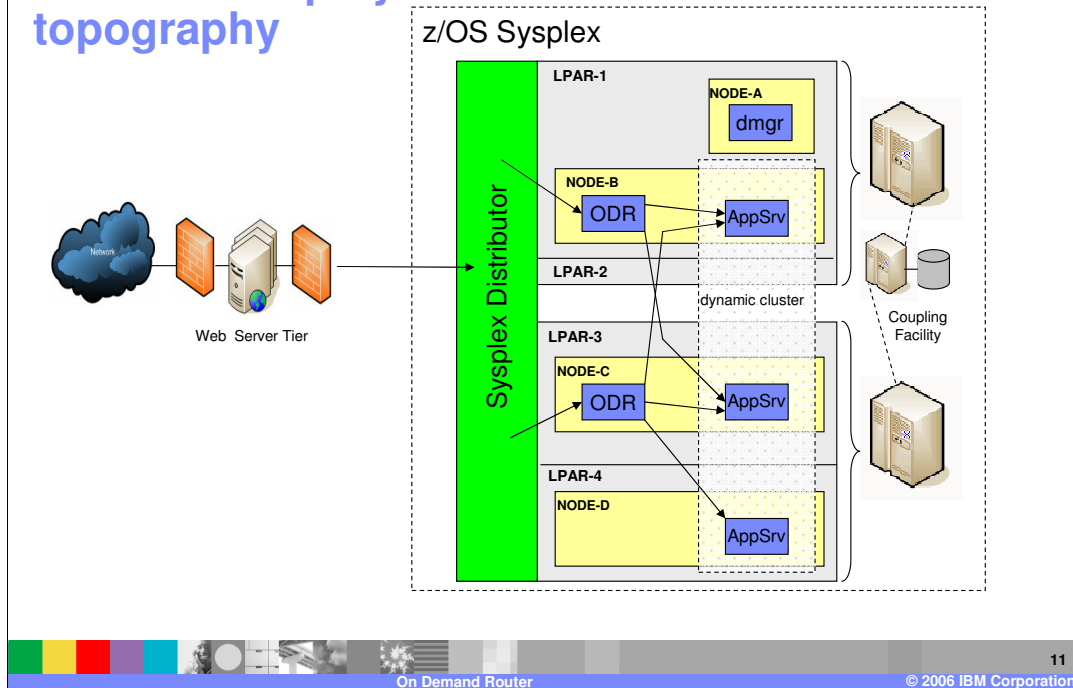 topography
z/OS Sysplex
LPAR-1
NODE-A
dmgr
NODE-B
ODR
AppSrv
LPAR-2
dynamic cluster
Sysplex Distributor
Network
Web Server Tier
Coupling
Facility
LPAR-3
NODE-C
ODR
AppSrv
LPAR-4
NODE-D
AppSrv
11
On Demand Router
© 2006 IBM Corporation